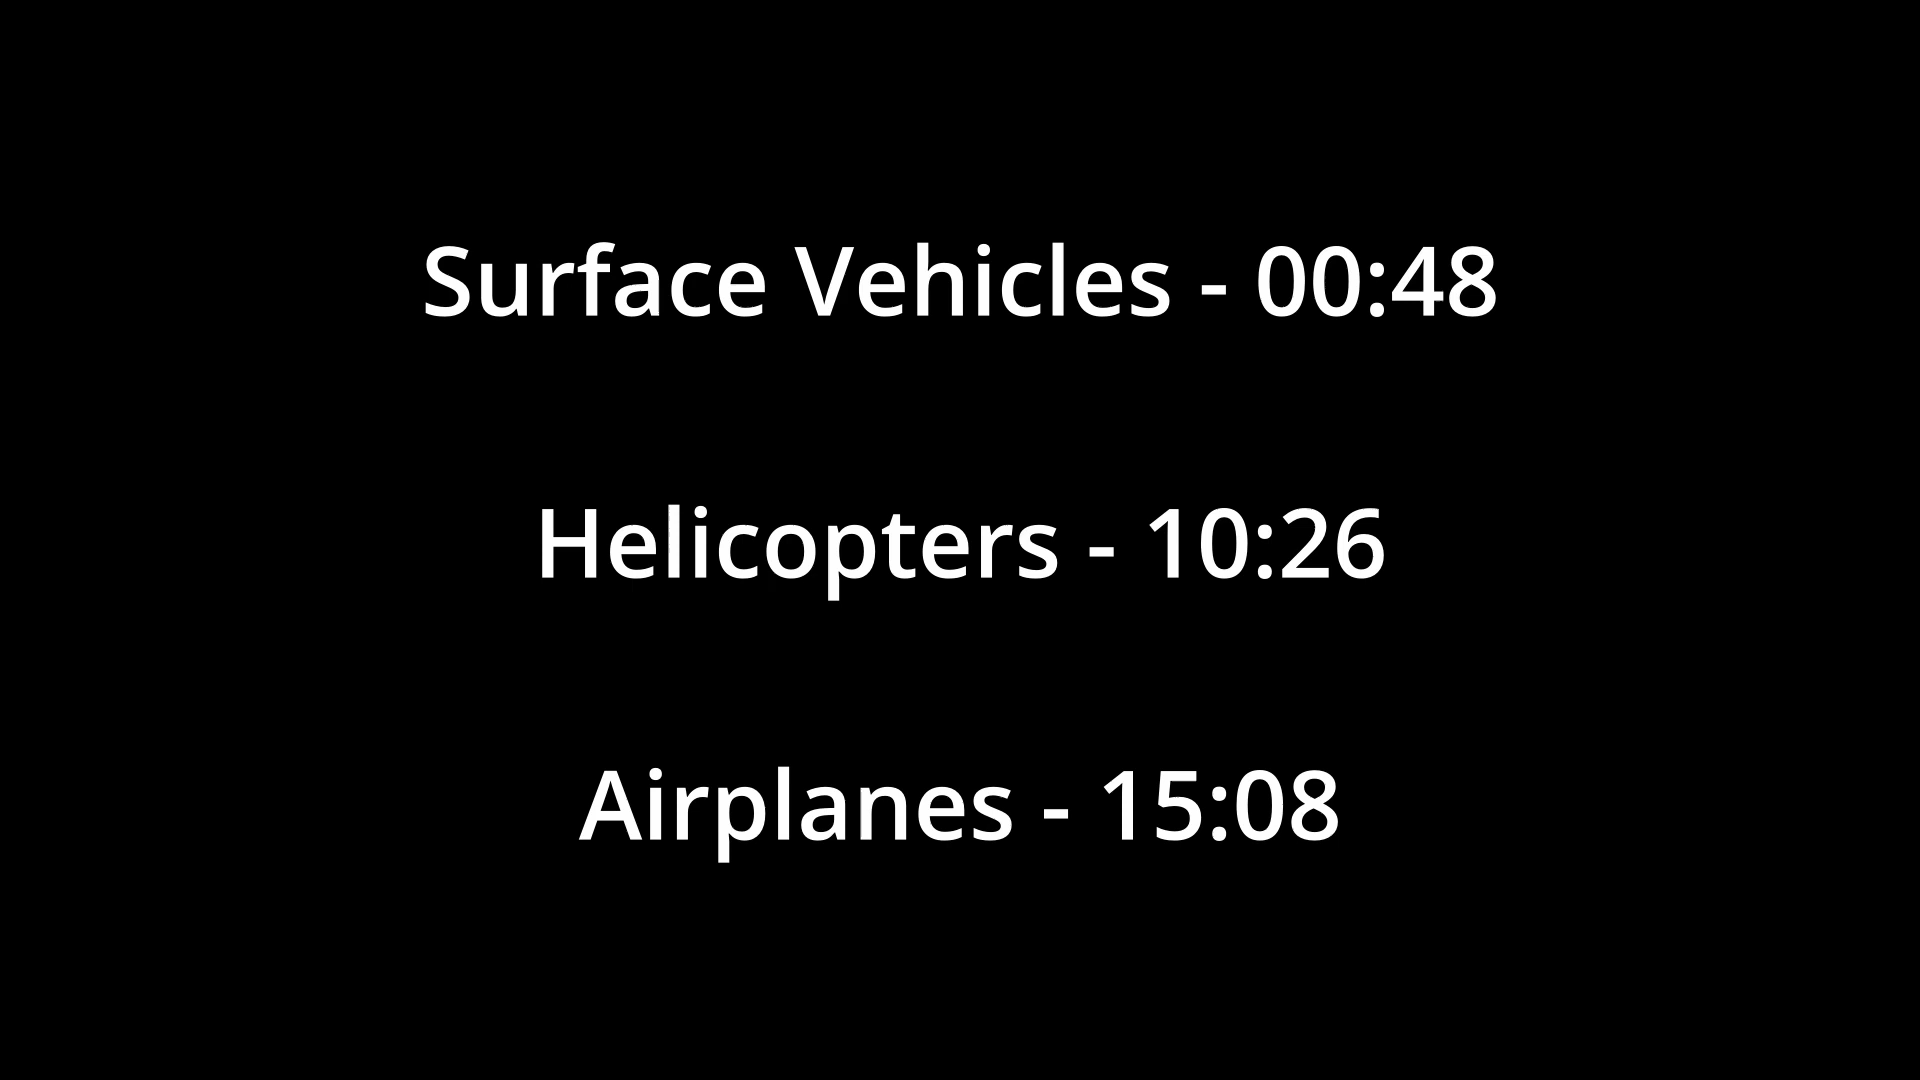 Surface Vehicles - 00:48
Helicopters - 10:26
Airplanes - 15:08